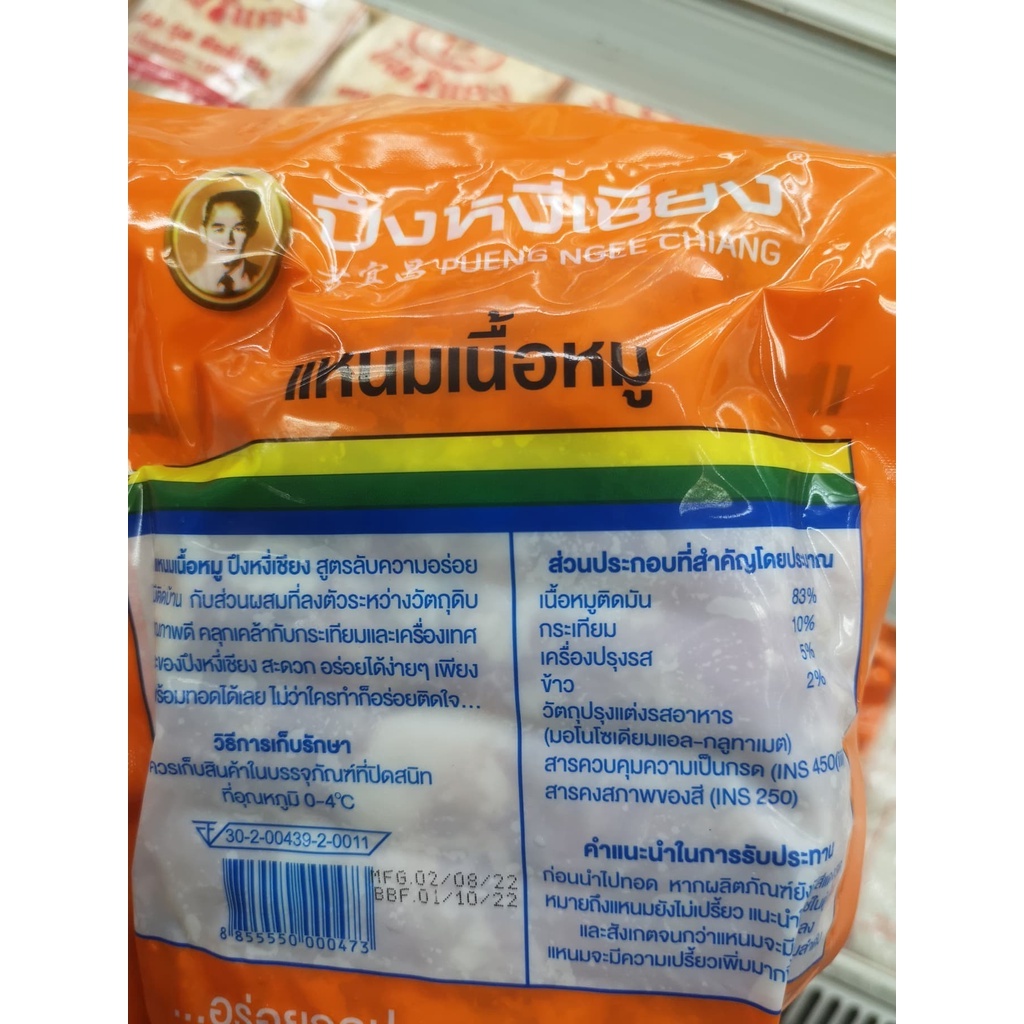 ปึงหงี่เชียง®
宜昌 PUENG NGEE CHIANG
แหนมเนื้อหมู
แหนมเนื้อหมู ปึงหงี่เชียง สูตรลับความอร่อย
กับส่วนผสมที่ลงตัวระหว่างวัตถุดิบ
คลุกเคล้ากับกระเทียมและเครื่องเทศ
ของปึงหงี่เชียง สะดวก อร่อยได้ง่ายๆ เพียง
ทอดได้เลย ไม่ว่าใครทำก็อร่อยติดใจ...
วิธีการเก็บรักษา
ควรเก็บสินค้าในบรรจุภัณฑ์ที่ปิดสนิท
ที่อุณหภูมิ 0-4°C
30-2-00439-2-0011
MFG.02/08/22
BBF.01/10/22
8 855550 000473
ส่วนประกอบที่สำคัญโดยประมาณ
เนื้อหมูติดมัน 83%
กระเทียม 10%
เครื่องปรุงรส 5%
ข้าว 2%
วัตถุปรุงแต่งรสอาหาร
(มอโนโซเดียมแอล-กลูทาเมต)
สารควบคุมความเป็นกรด (INS 450
สารคงสภาพของสี (INS 250)
คำแนะนำในการรับประทาน
ก่อนนำไปทอด หากผลิตภัณฑ์ยัง
หมายถึงแหนมยังไม่เปรี้ยว แนะนำ
และสังเกตจนกว่าแหนมจะมี
แหนมจะมีความเปรี้ยวเพิ่มมาก